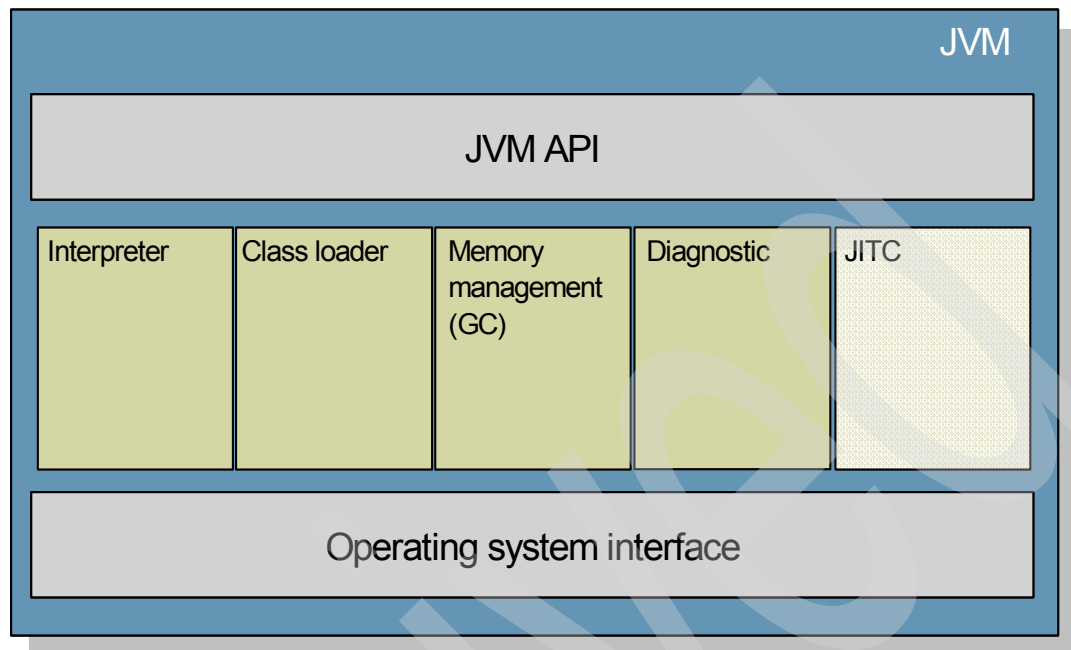 JVM
JVM API
Interpreter
Class loader
Memory
management
(GC)
Diagnostic
JITC
Operating system interface